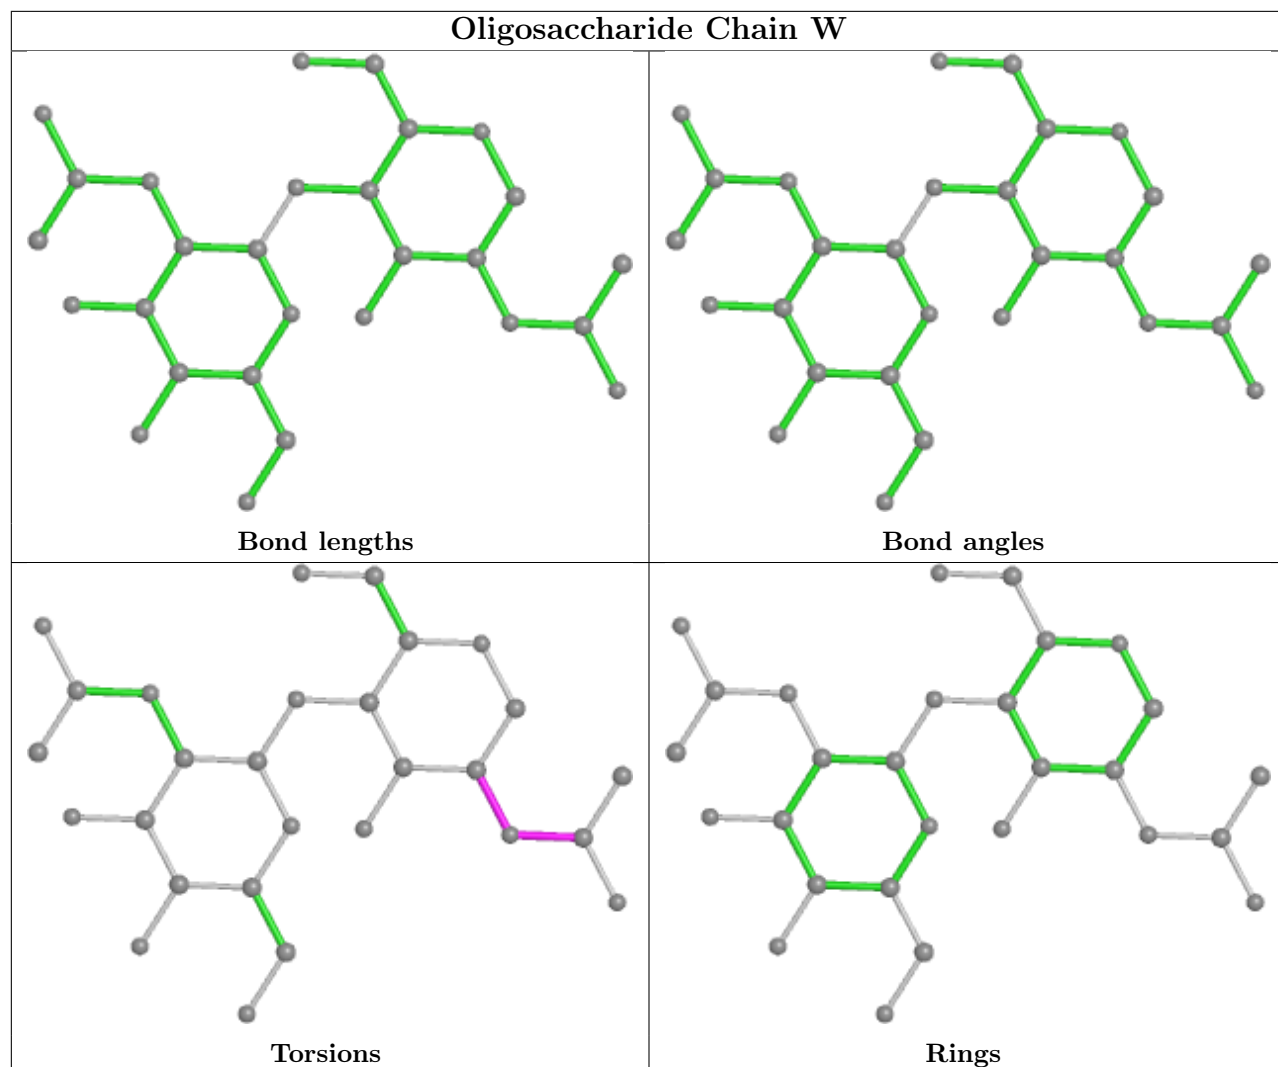 Oligosaccharide Chain W
Bond lengths
Bond angles
Torsions
Rings